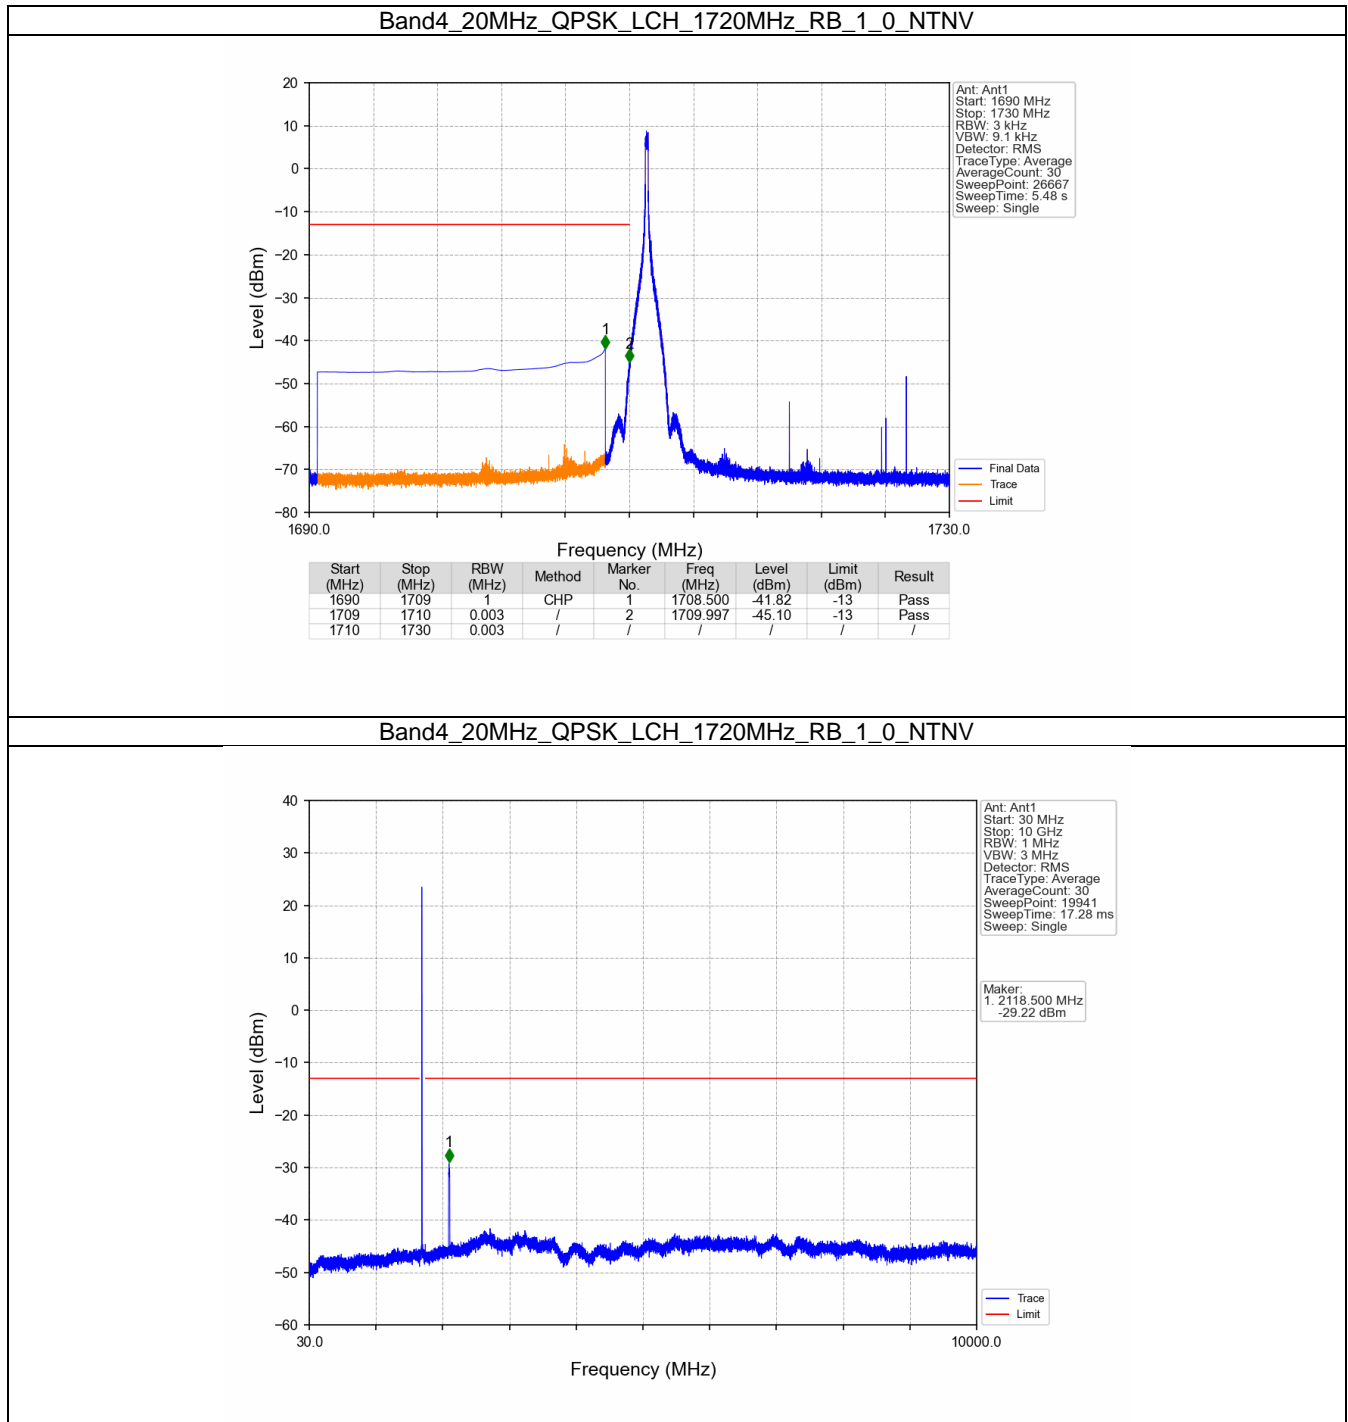 Band4_20MHz_QPSK_LCH_1720MHz_RB_1_0_NTNV
20
10
0
−10
−20
−30
−40
−50
−60
−70
−80
Level (dBm)
1
2
1690.0
1730.0
Frequency (MHz)
Ant: Ant1
Start: 1690 MHz
Stop: 1730 MHz
RBW: 3 kHz
VBW: 9.1 kHz
Detector: RMS
TraceType: Average
AverageCount: 30
SweepPoint: 26667
SweepTime: 5.48 s
Sweep: Single
Final Data
Trace
Limit
Start (MHz) Stop (MHz) RBW (MHz) Method Marker No. Freq (MHz) Level (dBm) Limit (dBm) Result
1690 1709 1 CHP 1 1708.500 -41.82 -13 Pass
1709 1710 0.003 / 2 1709.997 -45.10 -13 Pass
1710 1730 0.003 / / / / / /
Band4_20MHz_QPSK_LCH_1720MHz_RB_1_0_NTNV
40
30
20
10
0
−10
−20
−30
−40
−50
−60
Level (dBm)
1
30.0
10000.0
Frequency (MHz)
Ant: Ant1
Start: 30 MHz
Stop: 10 GHz
RBW: 1 MHz
VBW: 3 MHz
Detector: RMS
TraceType: Average
AverageCount: 30
SweepPoint: 19941
SweepTime: 17.28 ms
Sweep: Single
Maker:
1. 2118.500 MHz
-29.22 dBm
Trace
Limit